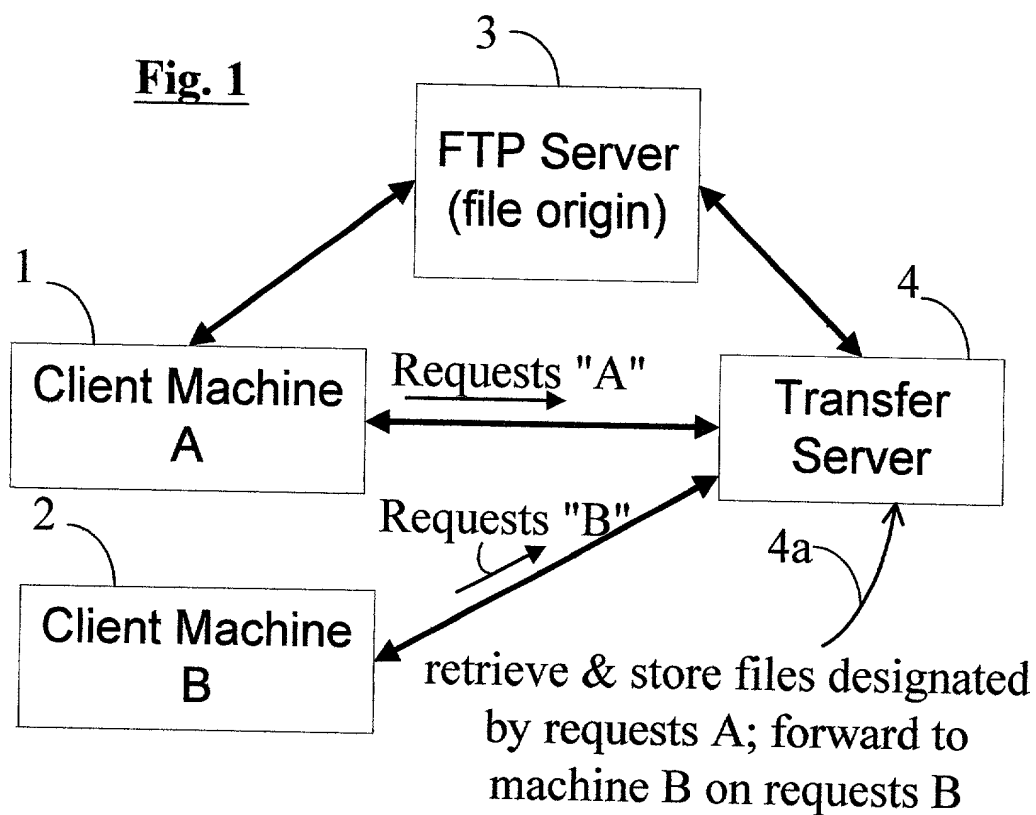 Fig. 1
3
FTP Server
(file origin)
1
Client Machine
A
Requests "A"
4
Transfer
Server
2
Client Machine
B
Requests "B"
4a
retrieve & store files designated
by requests A; forward to
machine B on requests B